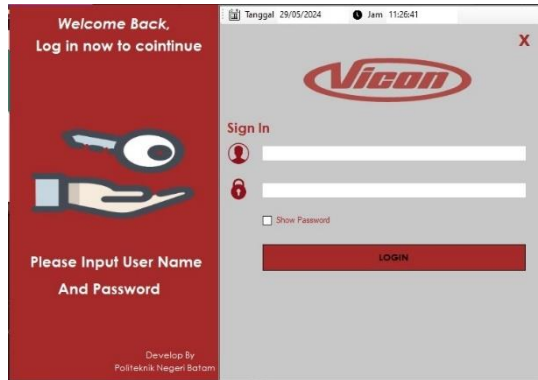 Welcome Back,
Log in now to cointinue
Please Input User Name
And Password
Develop By
Politeknik Negeri Batam
Tanggal 29/05/2024 Jam 11:26:41
X
Vicon
Sign In
Show Password
LOGIN